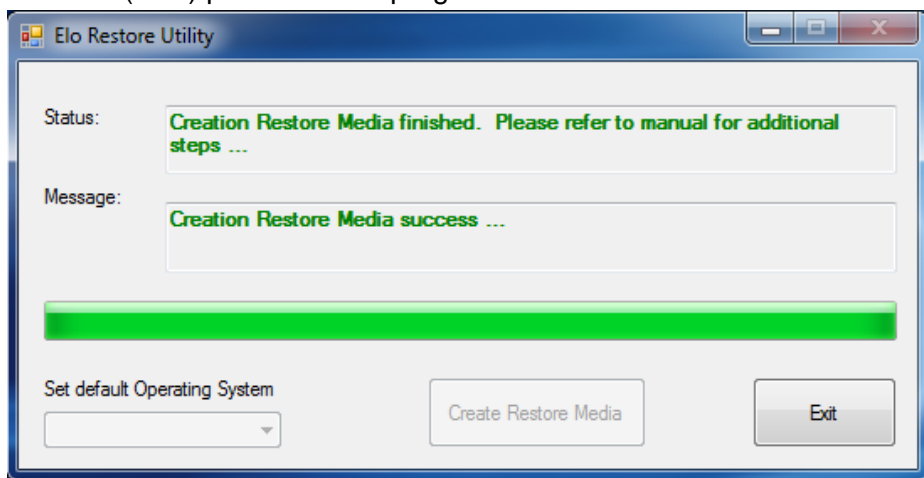 Elo Restore Utility
Status:
Creation Restore Media finished.  Please refer to manual for additional
steps ...
Message:
Creation Restore Media success ...
Set default Operating System
Create Restore Media
Exit